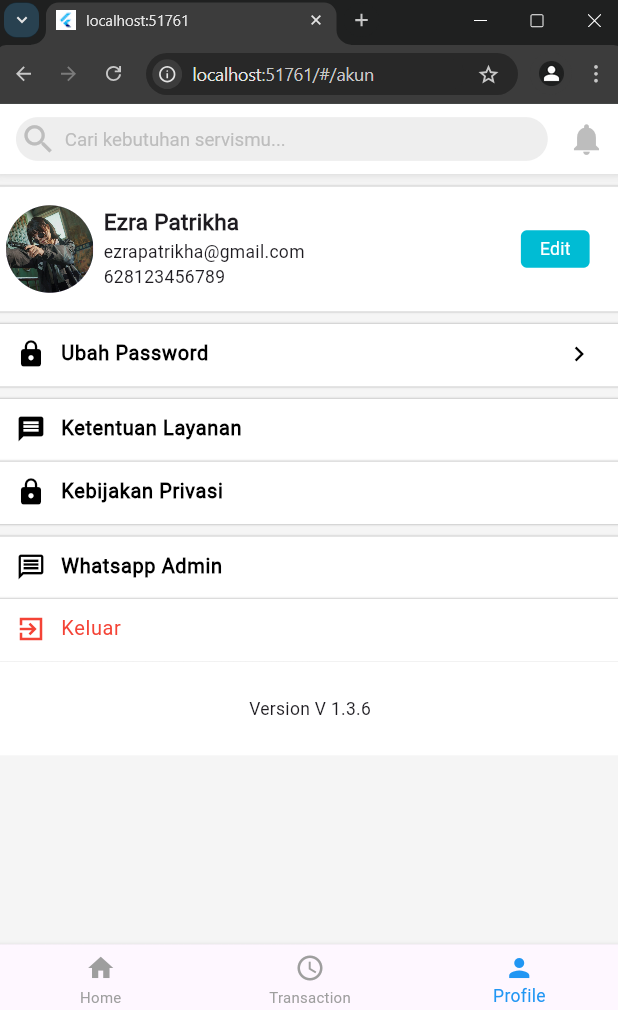 localhost:51761
localhost:51761/#/akun
Cari kebutuhan servismu...
Ezra Patrikha
ezrapatrikha@gmail.com
628123456789
Edit
Ubah Password
Ketentuan Layanan
Kebijakan Privasi
Whatsapp Admin
Keluar
Version V 1.3.6
Home
Transaction
Profile